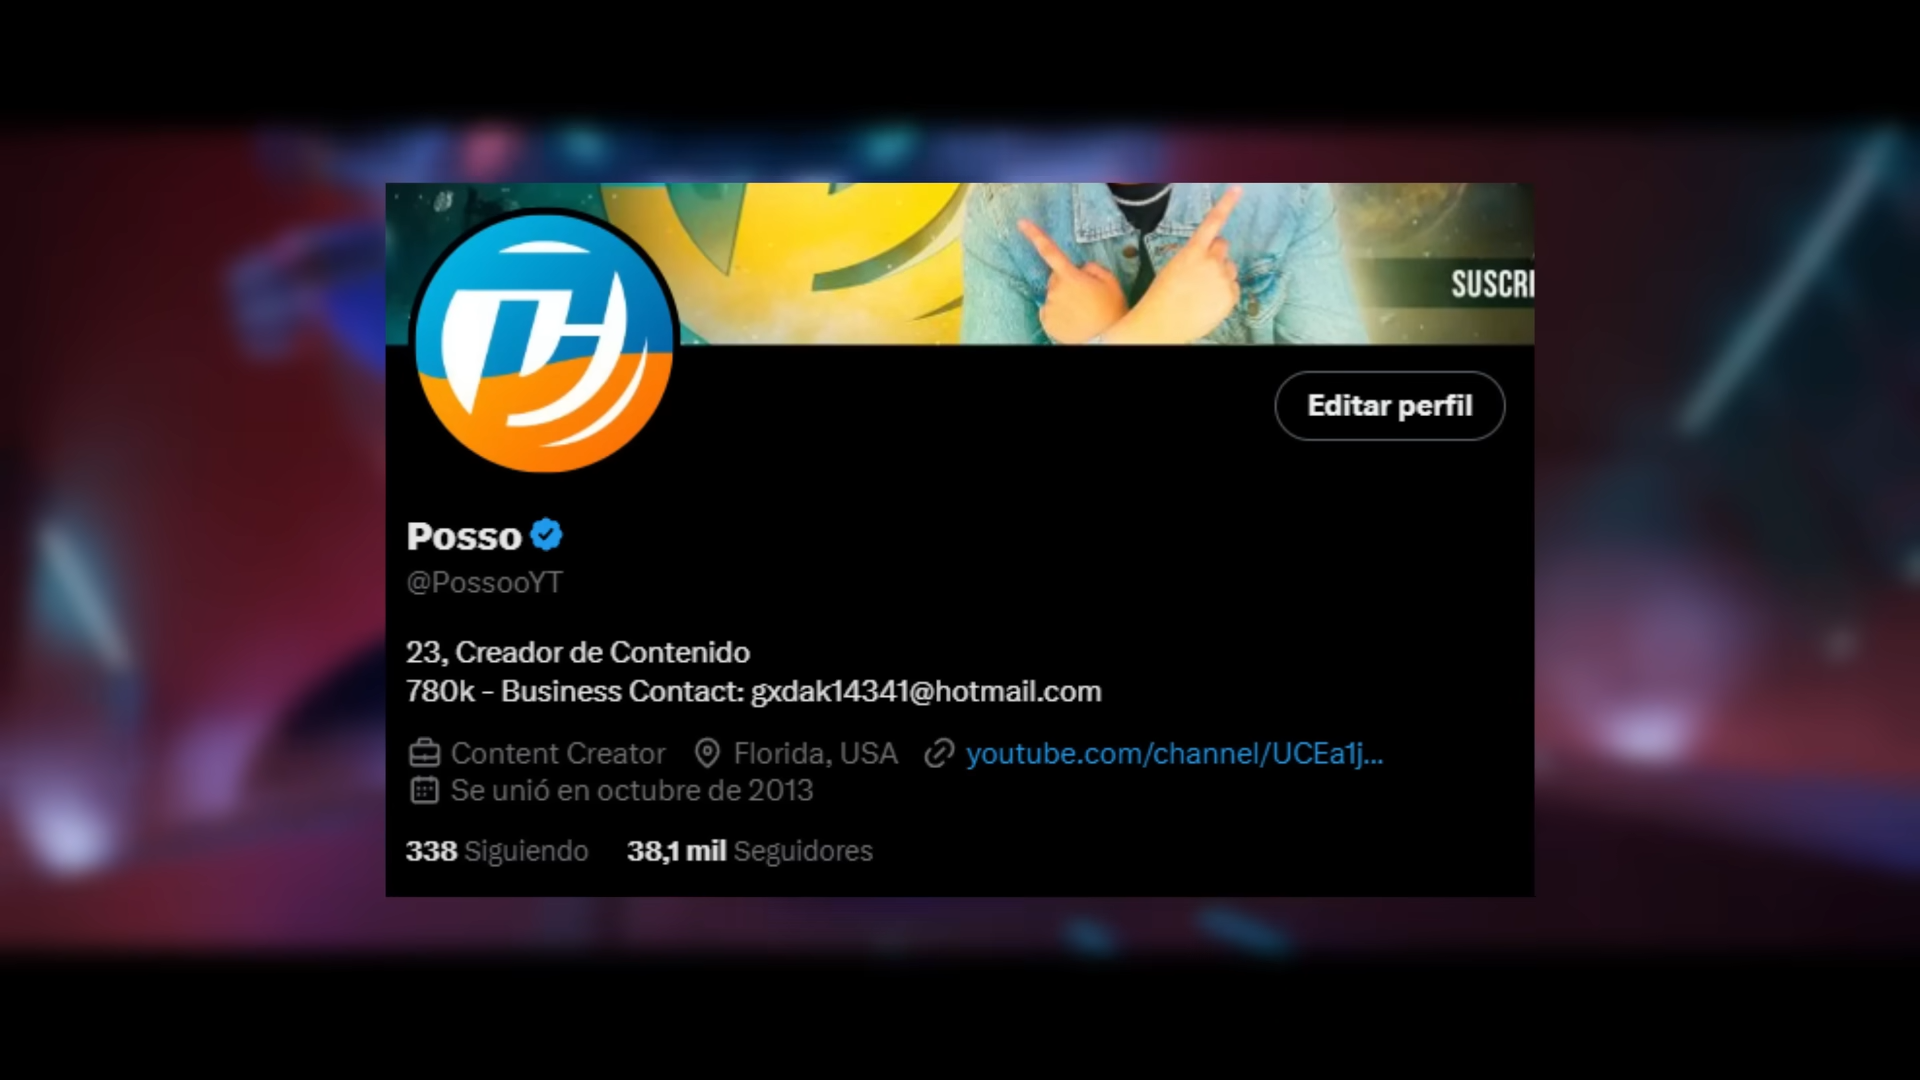 SUSCRI
Editar perfil
Posso
@PossooYT
23, Creador de Contenido
780k - Business Contact: gxdak14341@hotmail.com
Content Creator Florida, USA youtube.com/channel/UCEa1j...
Se unió en octubre de 2013
338 Siguiendo 38,1 mil Seguidores